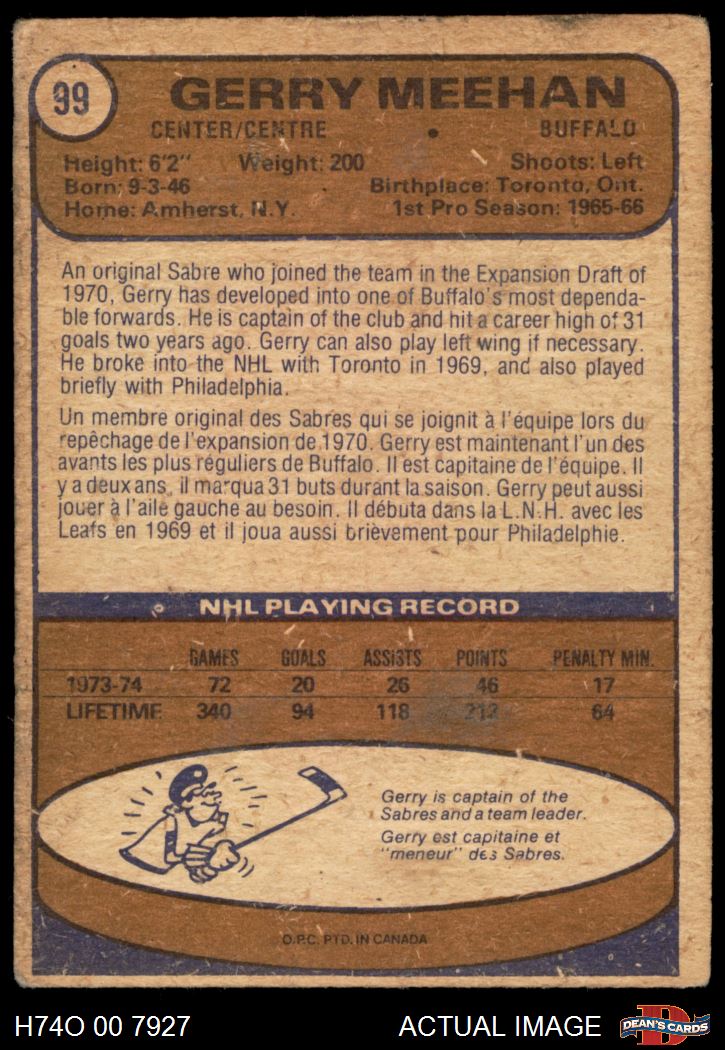 99
GERRY MEEHAN
CENTER/CENTRE • BUFFALO
Height: 6'2" Weight: 200 Shoots: Left
Born: 9-3-46 Birthplace: Toronto, Ont.
Home: Amherst, N.Y. 1st Pro Season: 1965-66
An original Sabre who joined the team in the Expansion Draft of
1970, Gerry has developed into one of Buffalo's most dependa-
ble forwards. He is captain of the club and hit a career high of 31
goals two years ago. Gerry can also play left wing if necessary.
He broke into the NHL with Toronto in 1969, and also played
briefly with Philadelphia.
Un membre original des Sabres qui se joignit à l'équipe lors du
repêchage de l'expansion de 1970. Gerry est maintenant l'un des
avants les plus réguliers de Buffalo. Il est capitaine de l'équipe. Il
y a deux ans, il marqua 31 buts durant la saison. Gerry peut aussi
jouer à l'aile gauche au besoin. Il débuta dans la L.N.H. avec les
Leafs en 1969 et il joua aussi brièvement pour Philadelphie.
NHL PLAYING RECORD
GAMES GOALS ASSISTS POINTS PENALTY MIN.
1973-74 72 20 26 46 17
LIFETIME 340 94 118 212 64
Gerry is captain of the
Sabres and a team leader.
Gerry est capitaine et
"meneur" des Sabres.
O.P.C. PTD. IN CANADA
H74O 00 7927 ACTUAL IMAGE D DEAN'S CARDS